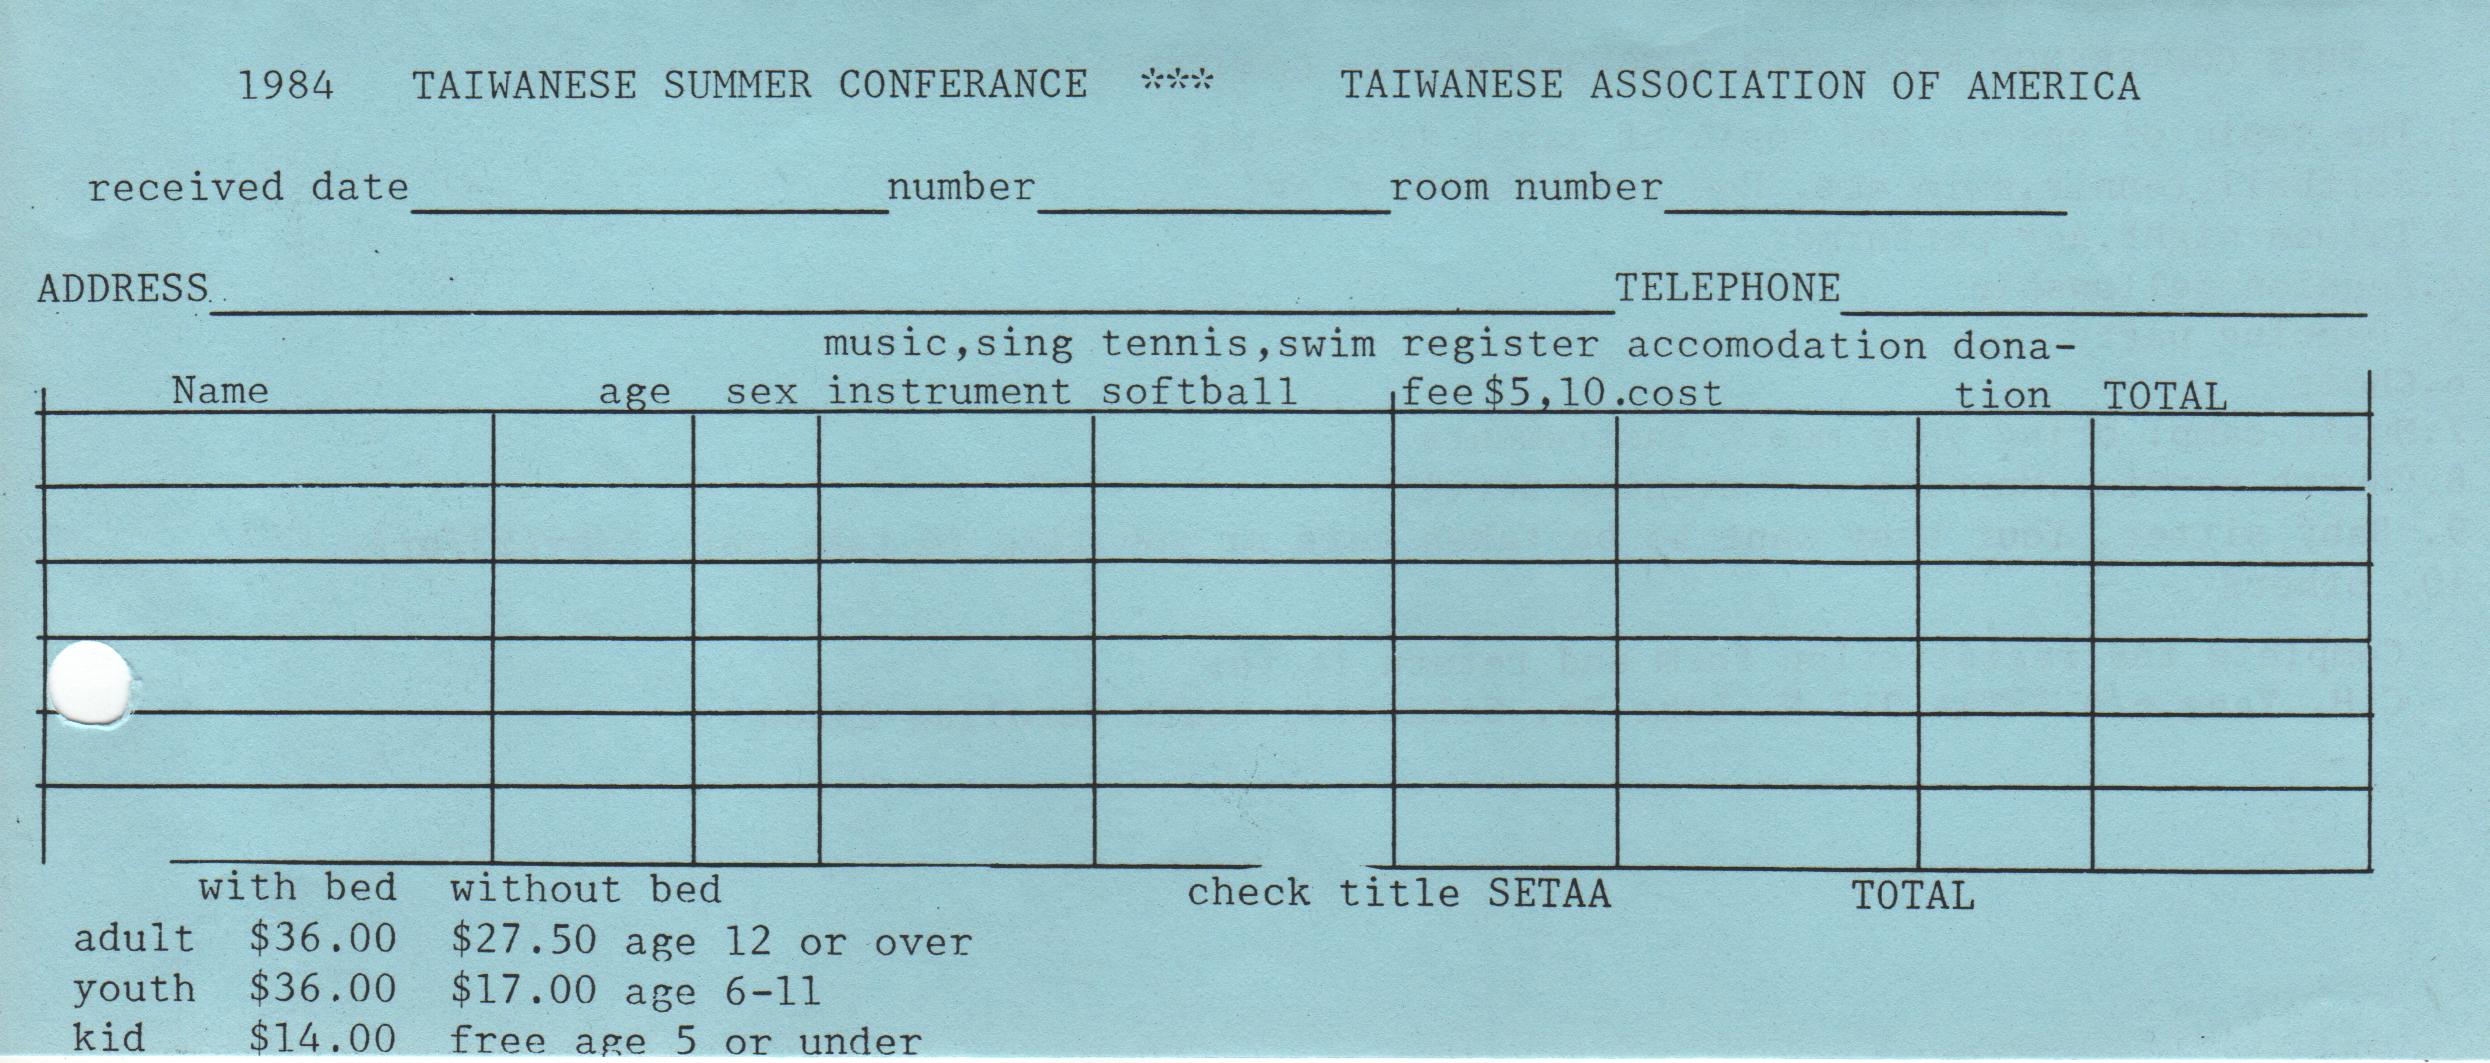 1984 TAIWANESE SUMMER CONFERANCE *** TAIWANESE ASSOCIATION OF AMERICA
received date number room number
ADDRESS TELEPHONE
music,sing tennis,swim register accomodation dona-
Name age sex instrument softball fee $5,10. cost tion TOTAL
with bed without bed check title SETAA TOTAL
adult $36.00 $27.50 age 12 or over
youth $36.00 $17.00 age 6-11
kid $14.00 free age 5 or under